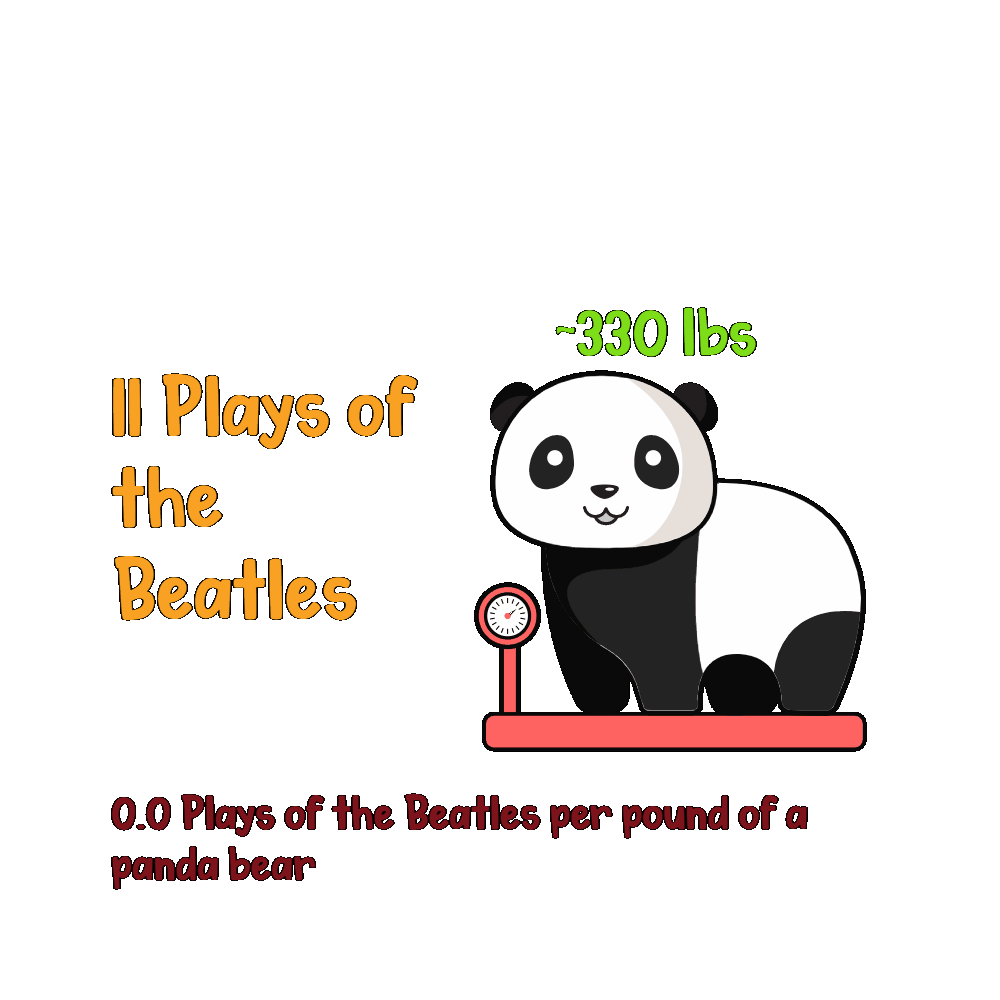 ~330 lbs
11 Plays of
the
Beatles
0.0 Plays of the Beatles per pound of a
panda bear